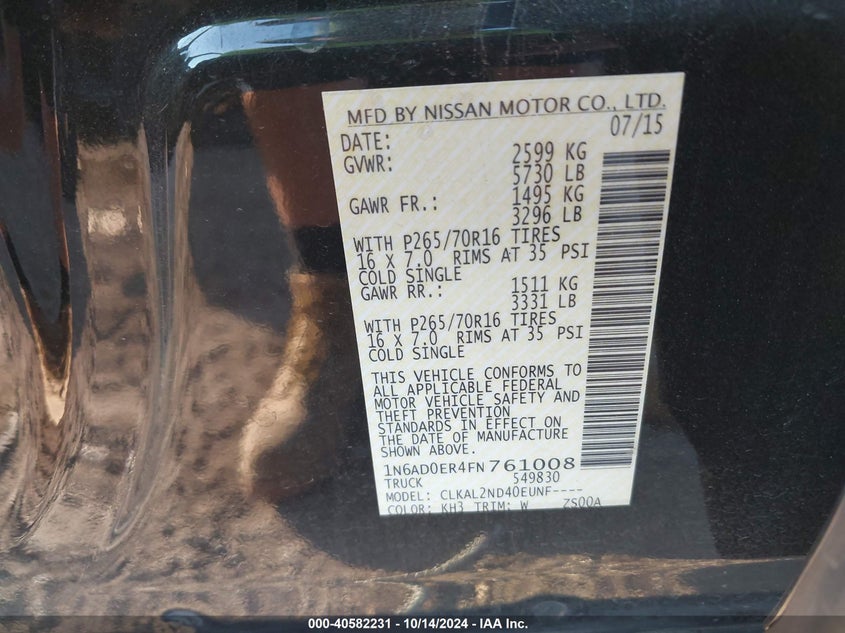 MFD BY NISSAN MOTOR CO., LTD.
DATE: 07/15
GVWR: 2599 KG
5730 LB
GAWR FR.: 1495 KG
3296 LB
WITH P265/70R16 TIRES
16 X 7.0 RIMS AT 35 PSI
COLD SINGLE
GAWR RR.: 1511 KG
3331 LB
WITH P265/70R16 TIRES
16 X 7.0 RIMS AT 35 PSI
COLD SINGLE
THIS VEHICLE CONFORMS TO
ALL APPLICABLE FEDERAL
MOTOR VEHICLE SAFETY AND
THEFT PREVENTION
STANDARDS IN EFFECT ON
THE DATE OF MANUFACTURE
SHOWN ABOVE.
1N6AD0ER4FN761008
TRUCK 549830
MODEL: CLKAL2ND40EUNF----
COLOR: KH3 TRIM: W ZS00A
000-40582231 - 10/14/2024 - IAA Inc.